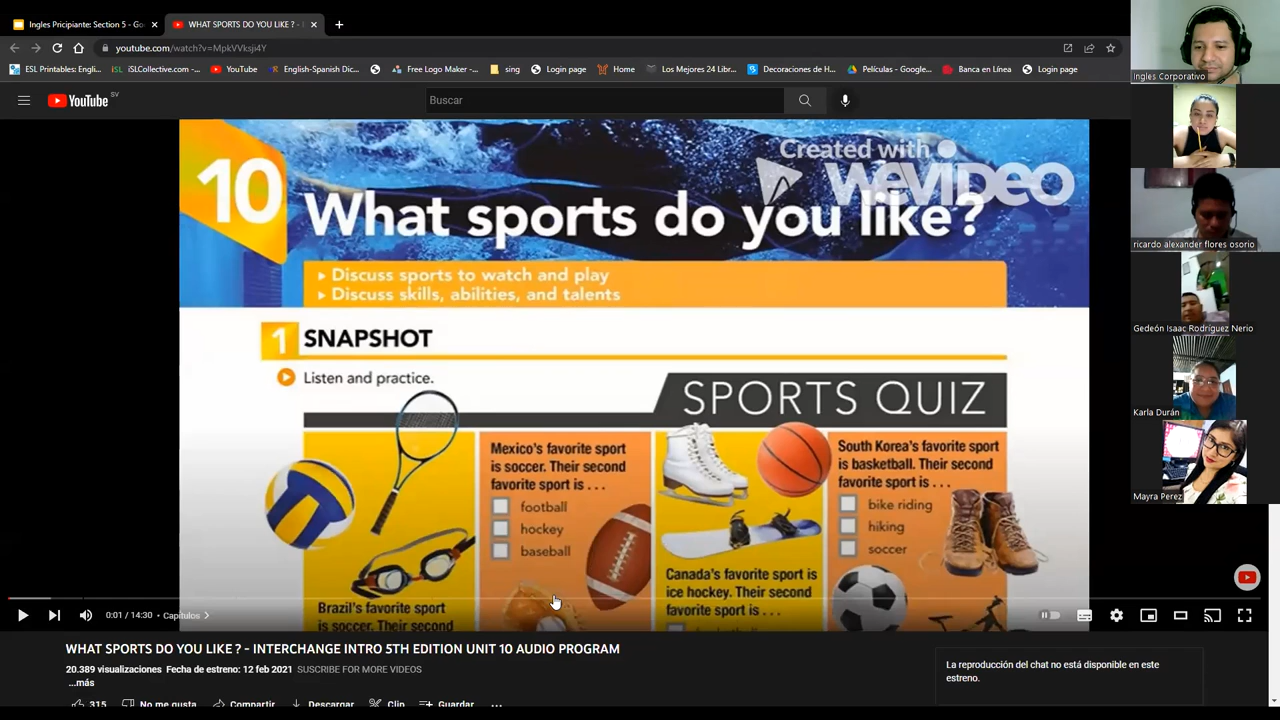 Ingles Pricipiante: Section 5 - Go
WHAT SPORTS DO YOU LIKE ? -
youtube.com/watch?v=MpkVVksji4Y
ESL Printables: Engli...
iSLCollective.com -...
YouTube
English-Spanish Dic...
Free Logo Maker -...
sing
Login page
Home
Los Mejores 24 Libr...
Decoraciones de H...
Películas - Google...
Banca en Línea
Login page
YouTube SV
Buscar
Created with
WeVideo
10
What sports do you like?
Discuss sports to watch and play
Discuss skills, abilities, and talents
1 SNAPSHOT
Listen and practice.
SPORTS QUIZ
Brazil's favorite sport
is soccer. Their second
Mexico's favorite sport
is soccer. Their second
favorite sport is . . .
football
hockey
baseball
Canada's favorite sport is
ice hockey. Their second
favorite sport is . . .
South Korea's favorite sport
is basketball. Their second
favorite sport is . . .
bike riding
hiking
soccer
0:01 / 14:30 • Capítulos
WHAT SPORTS DO YOU LIKE ? - INTERCHANGE INTRO 5TH EDITION UNIT 10 AUDIO PROGRAM
20.389 visualizaciones Fecha de estreno: 12 feb 2021 SUSCRIBE FOR MORE VIDEOS
...más
315 No me gusta Compartir Descargar Clip Guardar ...
La reproducción del chat no está disponible en este
estreno.
Ingles Corporativo
ricardo alexander flores osorio
Gedeón Isaac Rodríguez Nerio
Karla Durán
Mayra Perez